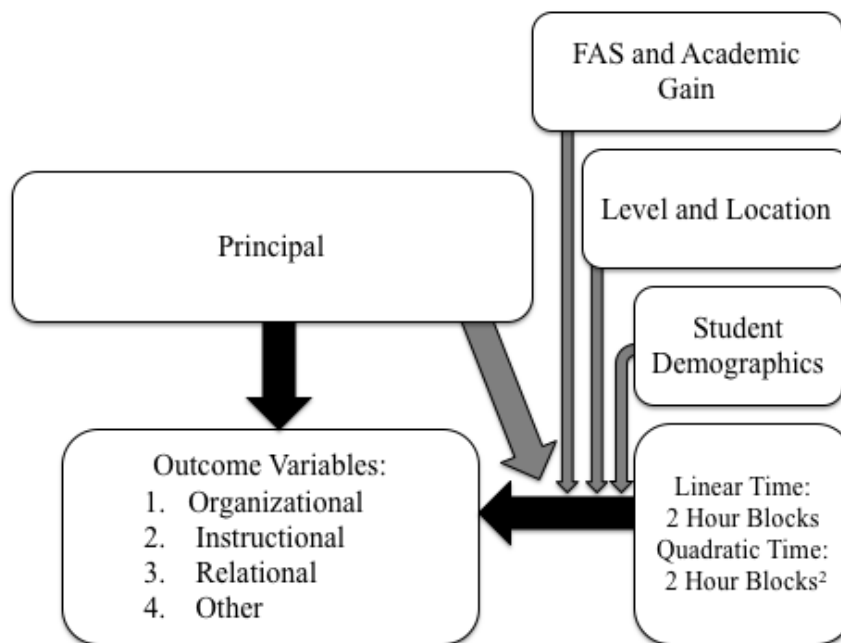 FAS and Academic
Gain
Level and Location
Principal
Student
Demographics
Outcome Variables:
1. Organizational
2. Instructional
3. Relational
4. Other
Linear Time:
2 Hour Blocks
Quadratic Time:
2 Hour Blocks²